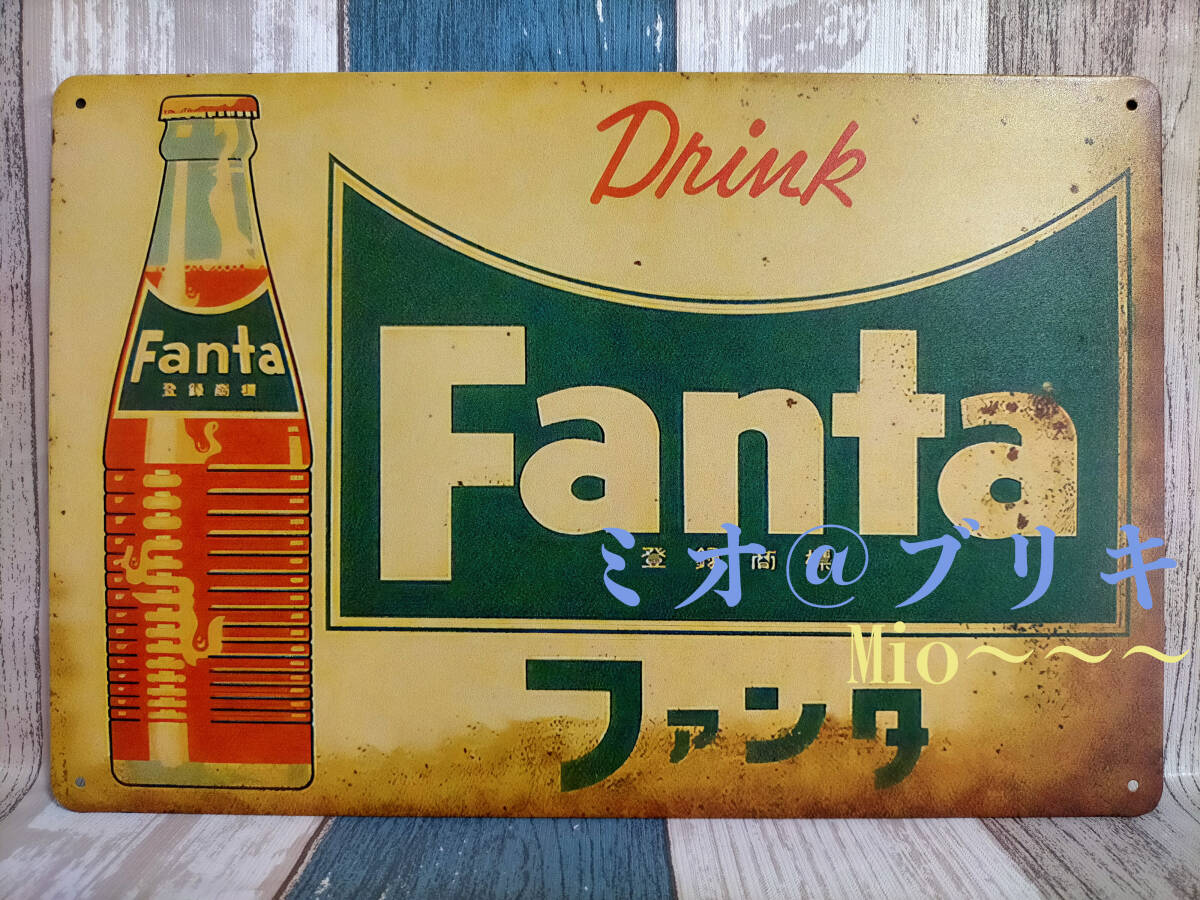 Drink
Fanta
登録商標
Fanta
登録商標
ファンタ
ミオ@ブリキ
Mio~~~